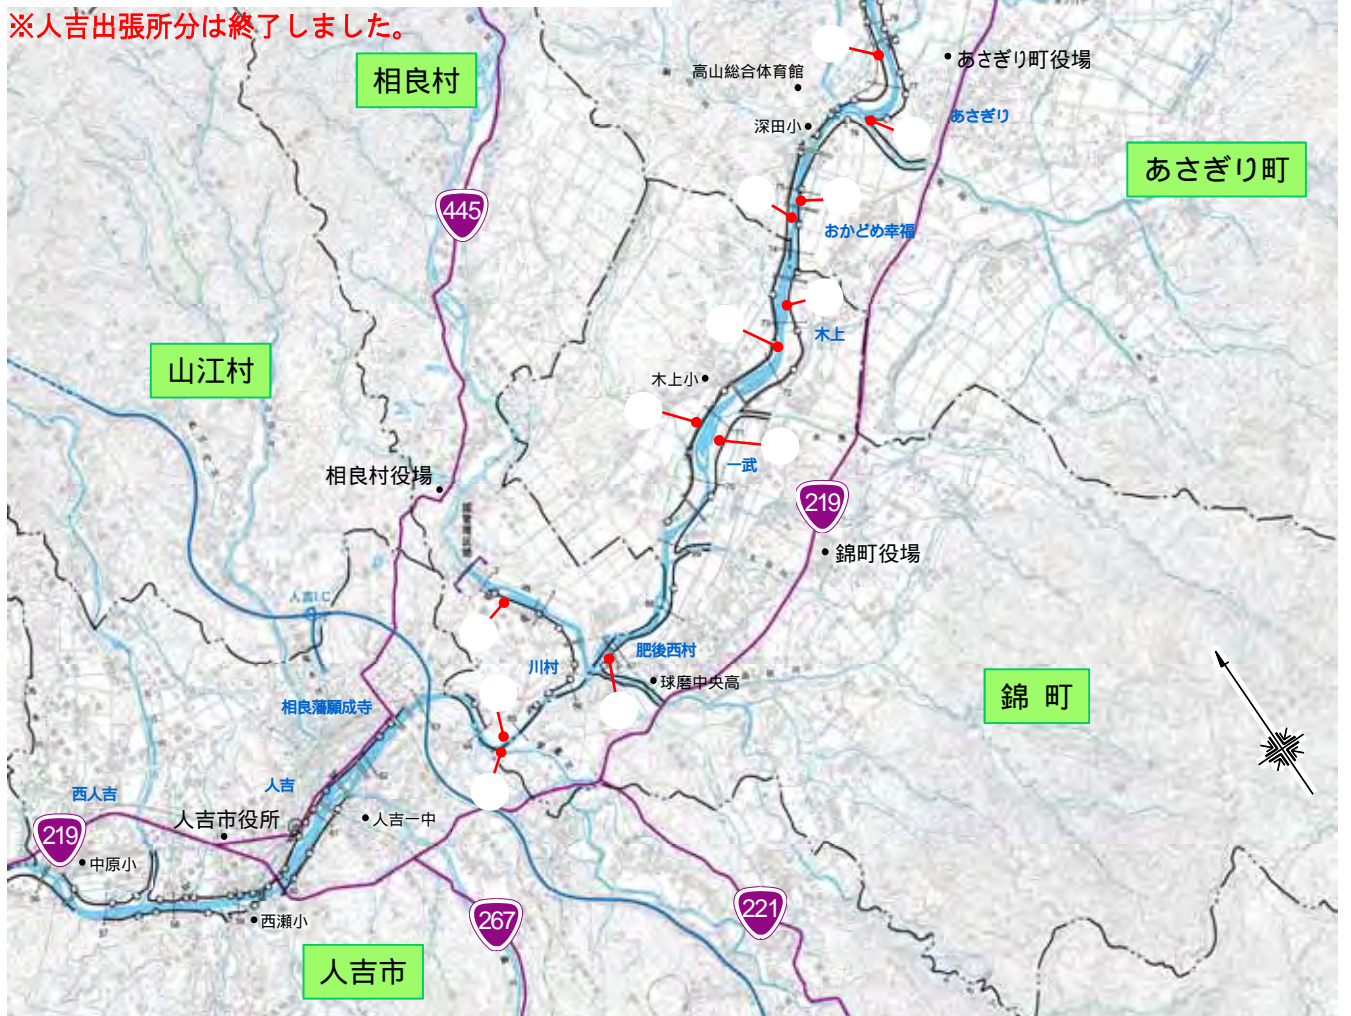 ※人吉出張所分は終了しました。
相良村
高山総合体育館
あさぎり町役場
深田小
あさぎり
あさぎり町
445
おかどめ幸福
木上
山江村
木上小
一武
相良村役場
219
錦町役場
人吉I.C
川村
肥後西村
球磨中央高
錦 町
相良藩願成寺
人吉
西人吉
人吉市役所
人吉一中
219
中原小
西瀬小
267
221
人吉市